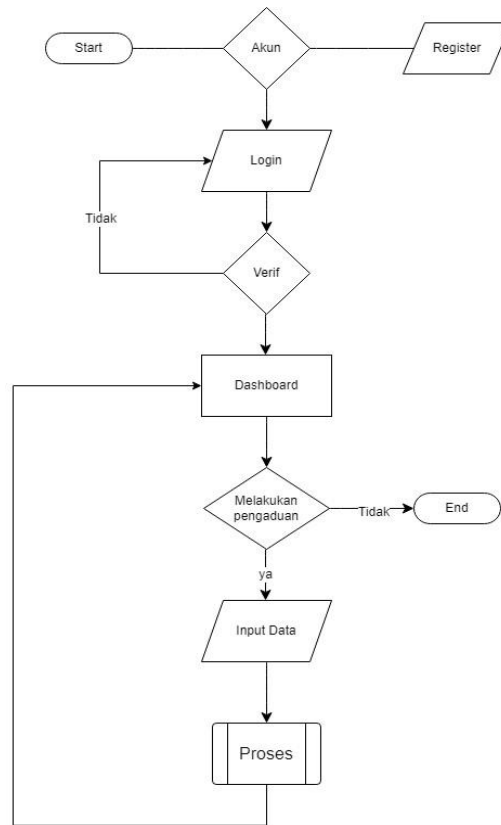 Start
Akun
Register
Login
Tidak
Verif
Dashboard
Melakukan
pengaduan
Tidak
End
ya
Input Data
Proses